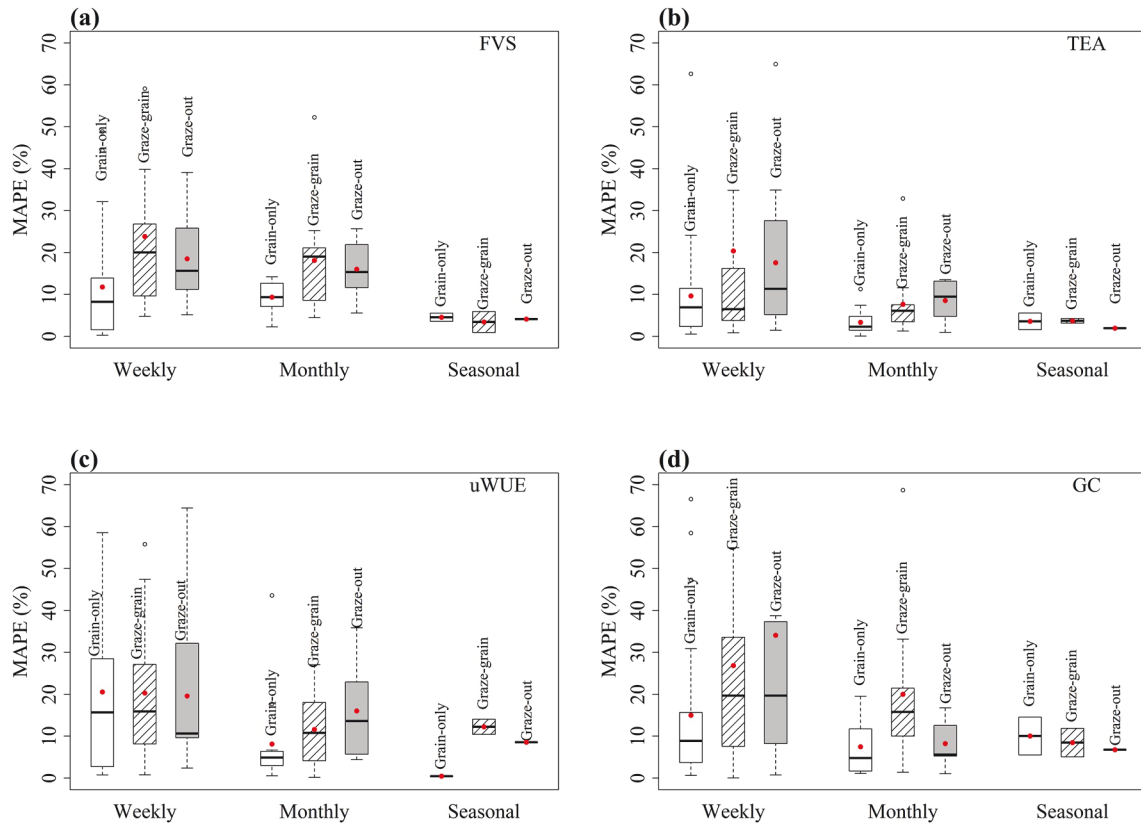 (a)
FVS
MAPE (%)
70
60
50
40
30
20
10
0
Grain-only
Graze-grain
Graze-out
Grain-only
Graze-grain
Graze-out
Grain-only
Graze-grain
Graze-out
Weekly
Monthly
Seasonal
(b)
TEA
MAPE (%)
70
60
50
40
30
20
10
0
Grain-only
Graze-grain
Graze-out
Grain-only
Graze-grain
Graze-out
Grain-only
Graze-grain
Graze-out
Weekly
Monthly
Seasonal
(c)
uWUE
MAPE (%)
70
60
50
40
30
20
10
0
Grain-only
Graze-grain
Graze-out
Grain-only
Graze-grain
Graze-out
Grain-only
Graze-grain
Graze-out
Weekly
Monthly
Seasonal
(d)
GC
MAPE (%)
70
60
50
40
30
20
10
0
Grain-only
Graze-grain
Graze-out
Grain-only
Graze-grain
Graze-out
Grain-only
Graze-grain
Graze-out
Weekly
Monthly
Seasonal